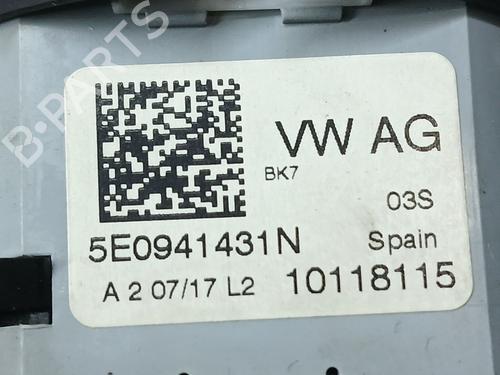 B-PARTS
VW AG
BK7
03S
5E0941431N
Spain
A 2 07/17 L2
10118115